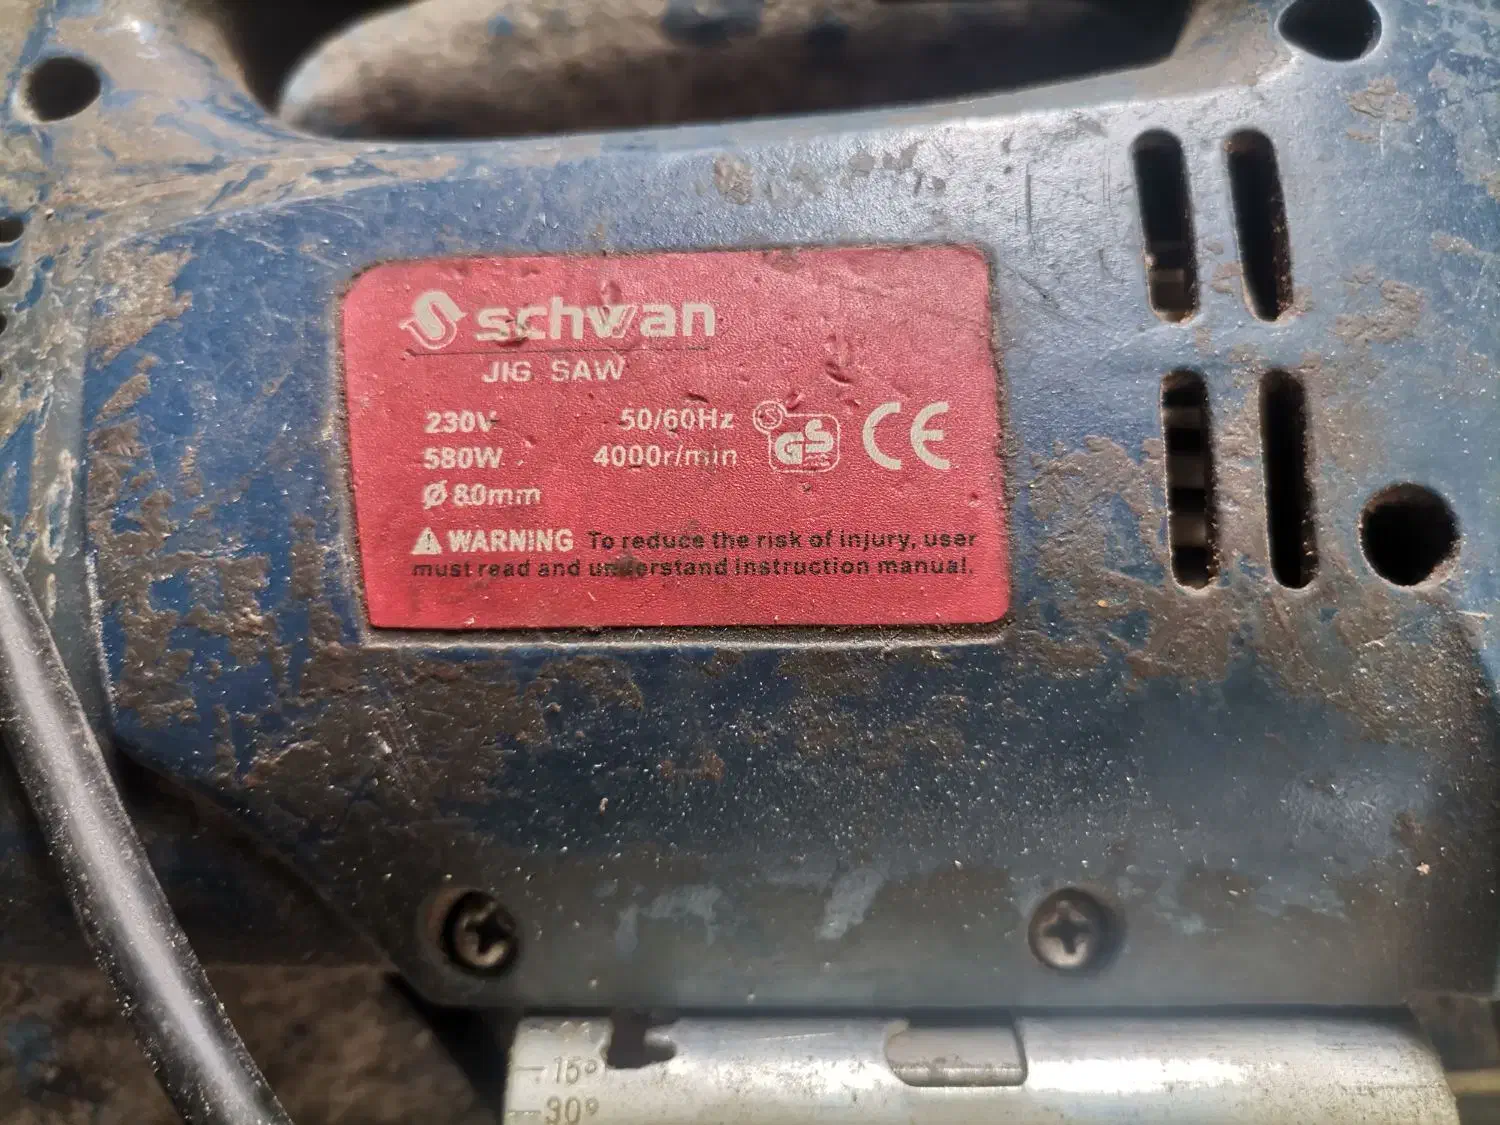 schwan
JIG SAW
230V 50/60Hz
580W 4000r/min
Ø 80mm
GS CE
⚠ WARNING To reduce the risk of injury, user
must read and understand instruction manual.
15°
30°